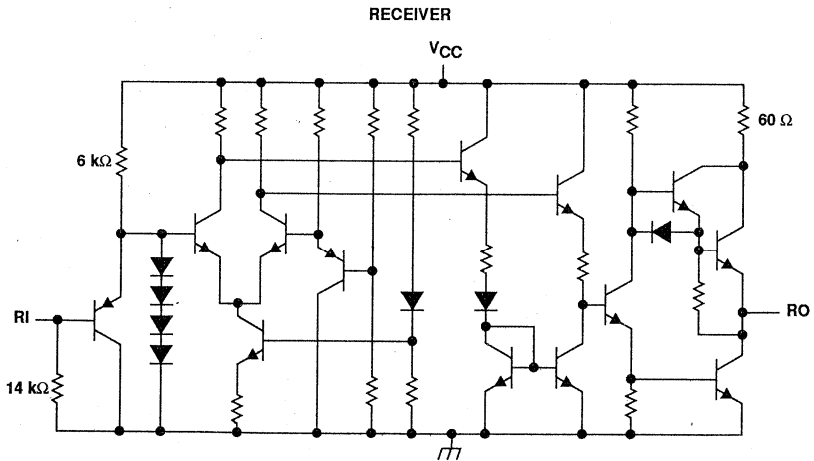 RECEIVER
VCC
60 Ω
6 kΩ
RI
RO
14 kΩ